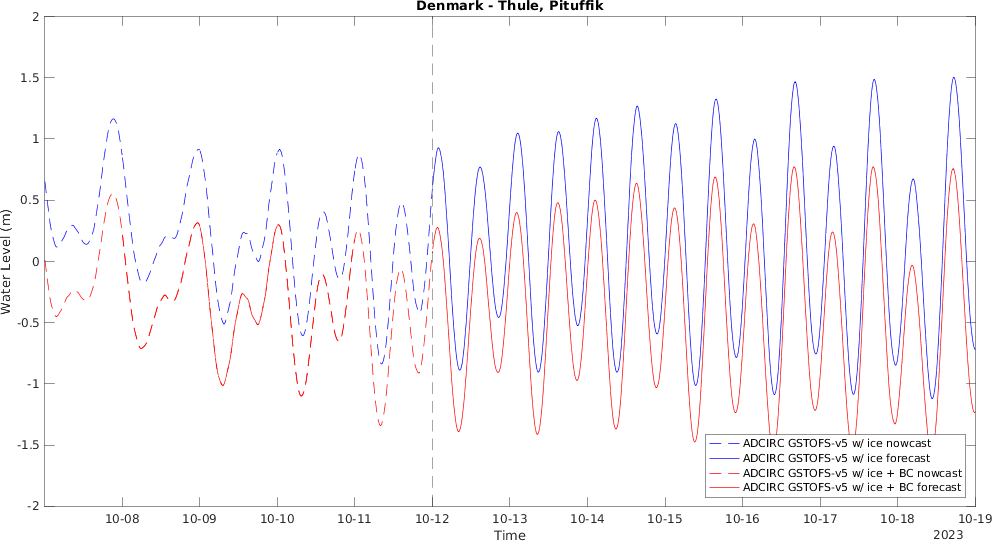 Denmark - Thule, Pituffik
2
1.5
1
0.5
0
-0.5
-1
-1.5
-2
Water Level (m)
ADCIRC GSTOFS-v5 w/ ice nowcast
ADCIRC GSTOFS-v5 w/ ice forecast
ADCIRC GSTOFS-v5 w/ ice + BC nowcast
ADCIRC GSTOFS-v5 w/ ice + BC forecast
10-08 10-09 10-10 10-11 10-12 10-13 10-14 10-15 10-16 10-17 10-18 10-19
Time
2023